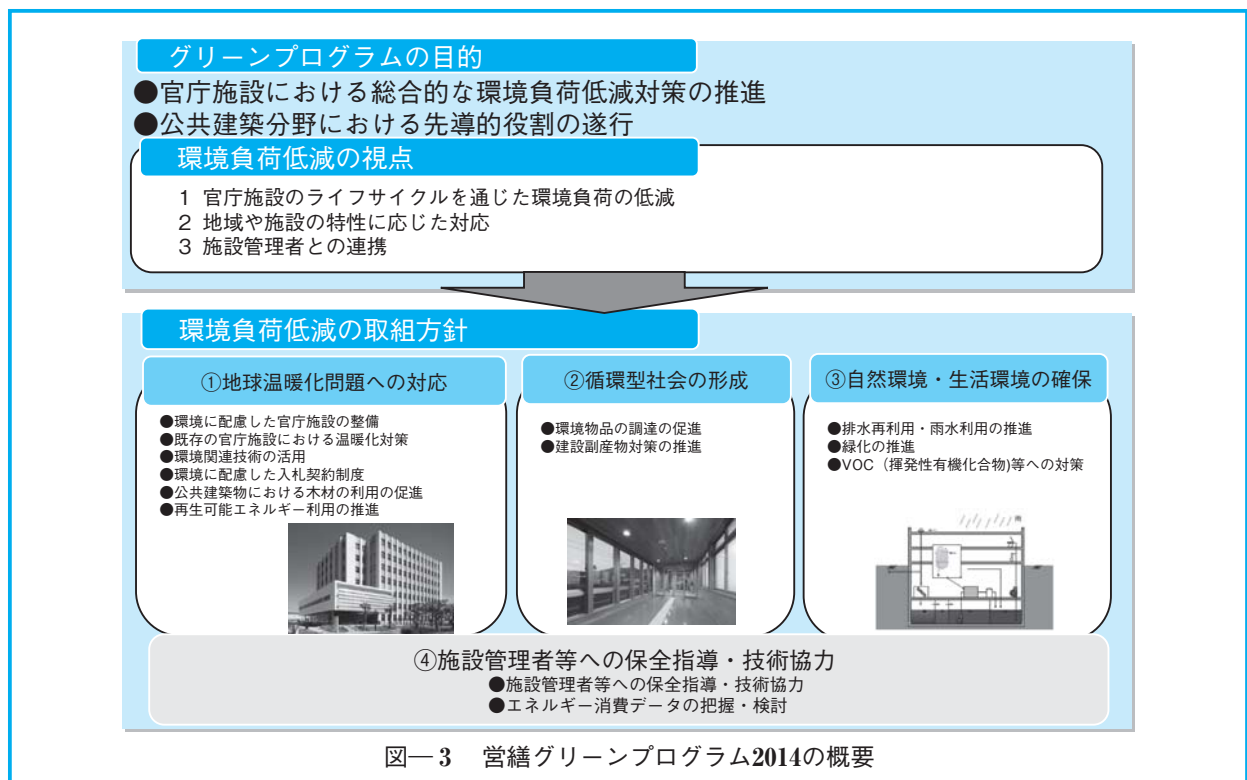 グリーンプログラムの目的
●官庁施設における総合的な環境負荷低減対策の推進
●公共建築分野における先導的役割の遂行
環境負荷低減の視点
1 官庁施設のライフサイクルを通じた環境負荷の低減
2 地域や施設の特性に応じた対応
3 施設管理者との連携
環境負荷低減の取組方針
①地球温暖化問題への対応
●環境に配慮した官庁施設の整備
●既存の官庁施設における温暖化対策
●環境関連技術の活用
●環境に配慮した入札契約制度
●公共建築物における木材の利用の促進
●再生可能エネルギー利用の推進
②循環型社会の形成
●環境物品の調達の促進
●建設副産物対策の推進
③自然環境・生活環境の確保
●排水再利用・雨水利用の推進
●緑化の推進
●VOC（揮発性有機化合物)等への対策
雨
④施設管理者等への保全指導・技術協力
●施設管理者等への保全指導・技術協力
●エネルギー消費データの把握・検討
図―3 営繕グリーンプログラム2014の概要